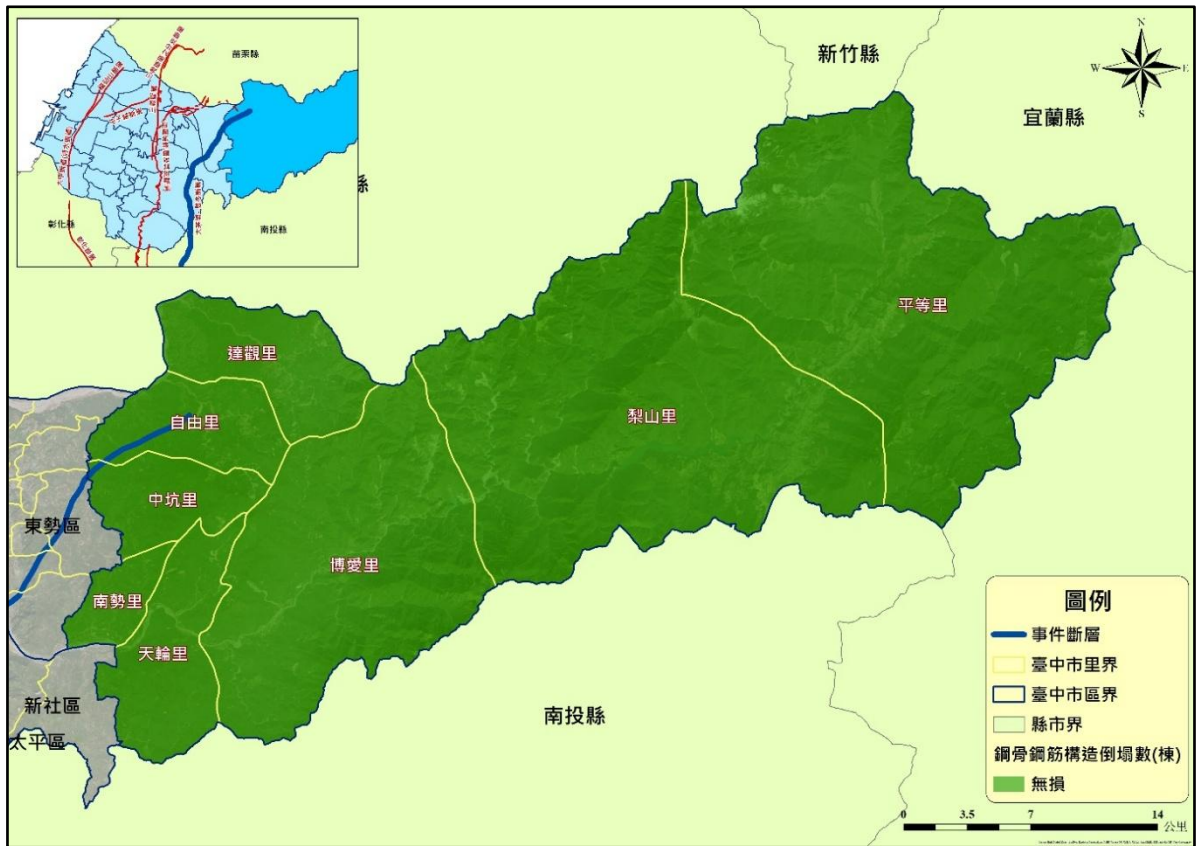 新竹縣
宜蘭縣
苗栗縣
彰化縣
南投縣
縣
N
W
E
S
平等里
達觀里
梨山里
自由里
中坑里
東勢區
博愛里
南勢里
天輪里
新社區
太平區
南投縣
圖例
事件斷層
臺中市里界
臺中市區界
縣市界
鋼骨鋼筋構造倒塌數(棟)
無損
0 3.5 7 14
公里